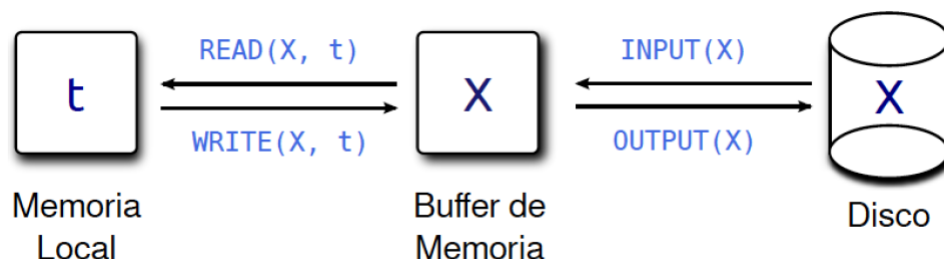 READ(X, t)
INPUT(X)
t
X
X
WRITE(X, t)
OUTPUT(X)
Memoria
Local
Buffer de
Memoria
Disco